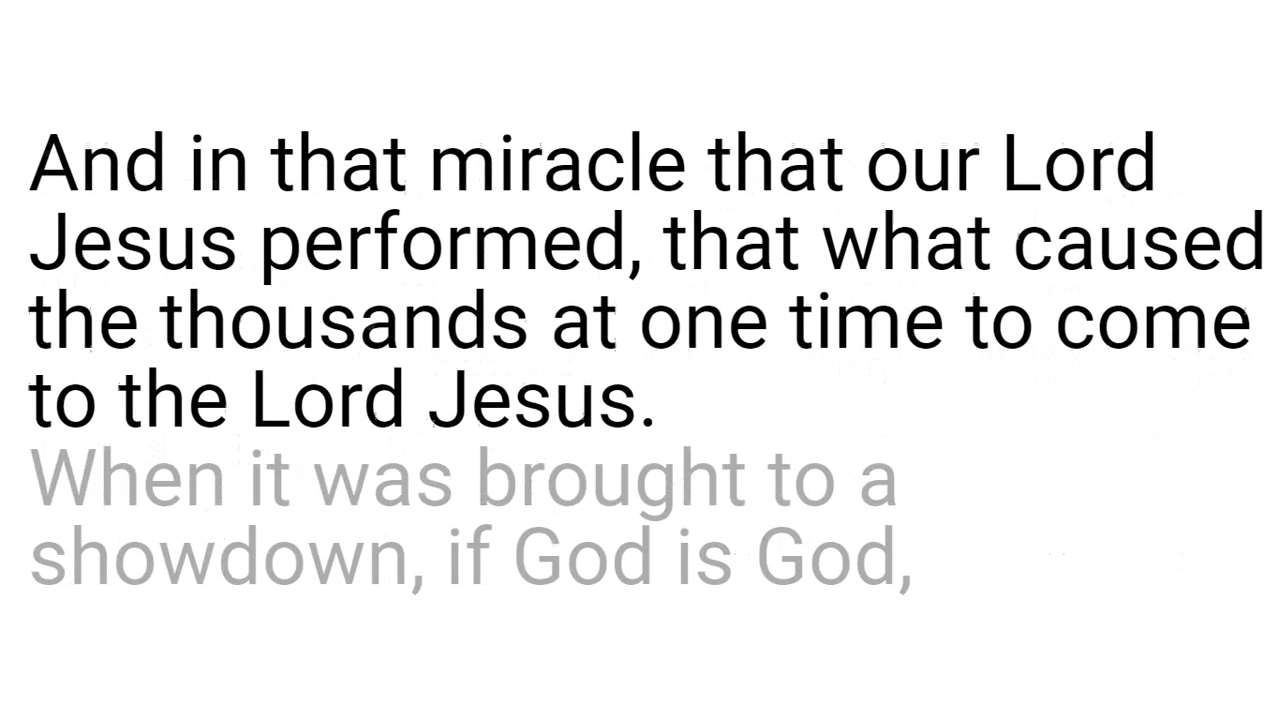 And in that miracle that our Lord
Jesus performed, that what caused
the thousands at one time to come
to the Lord Jesus.
When it was brought to a
showdown, if God is God,